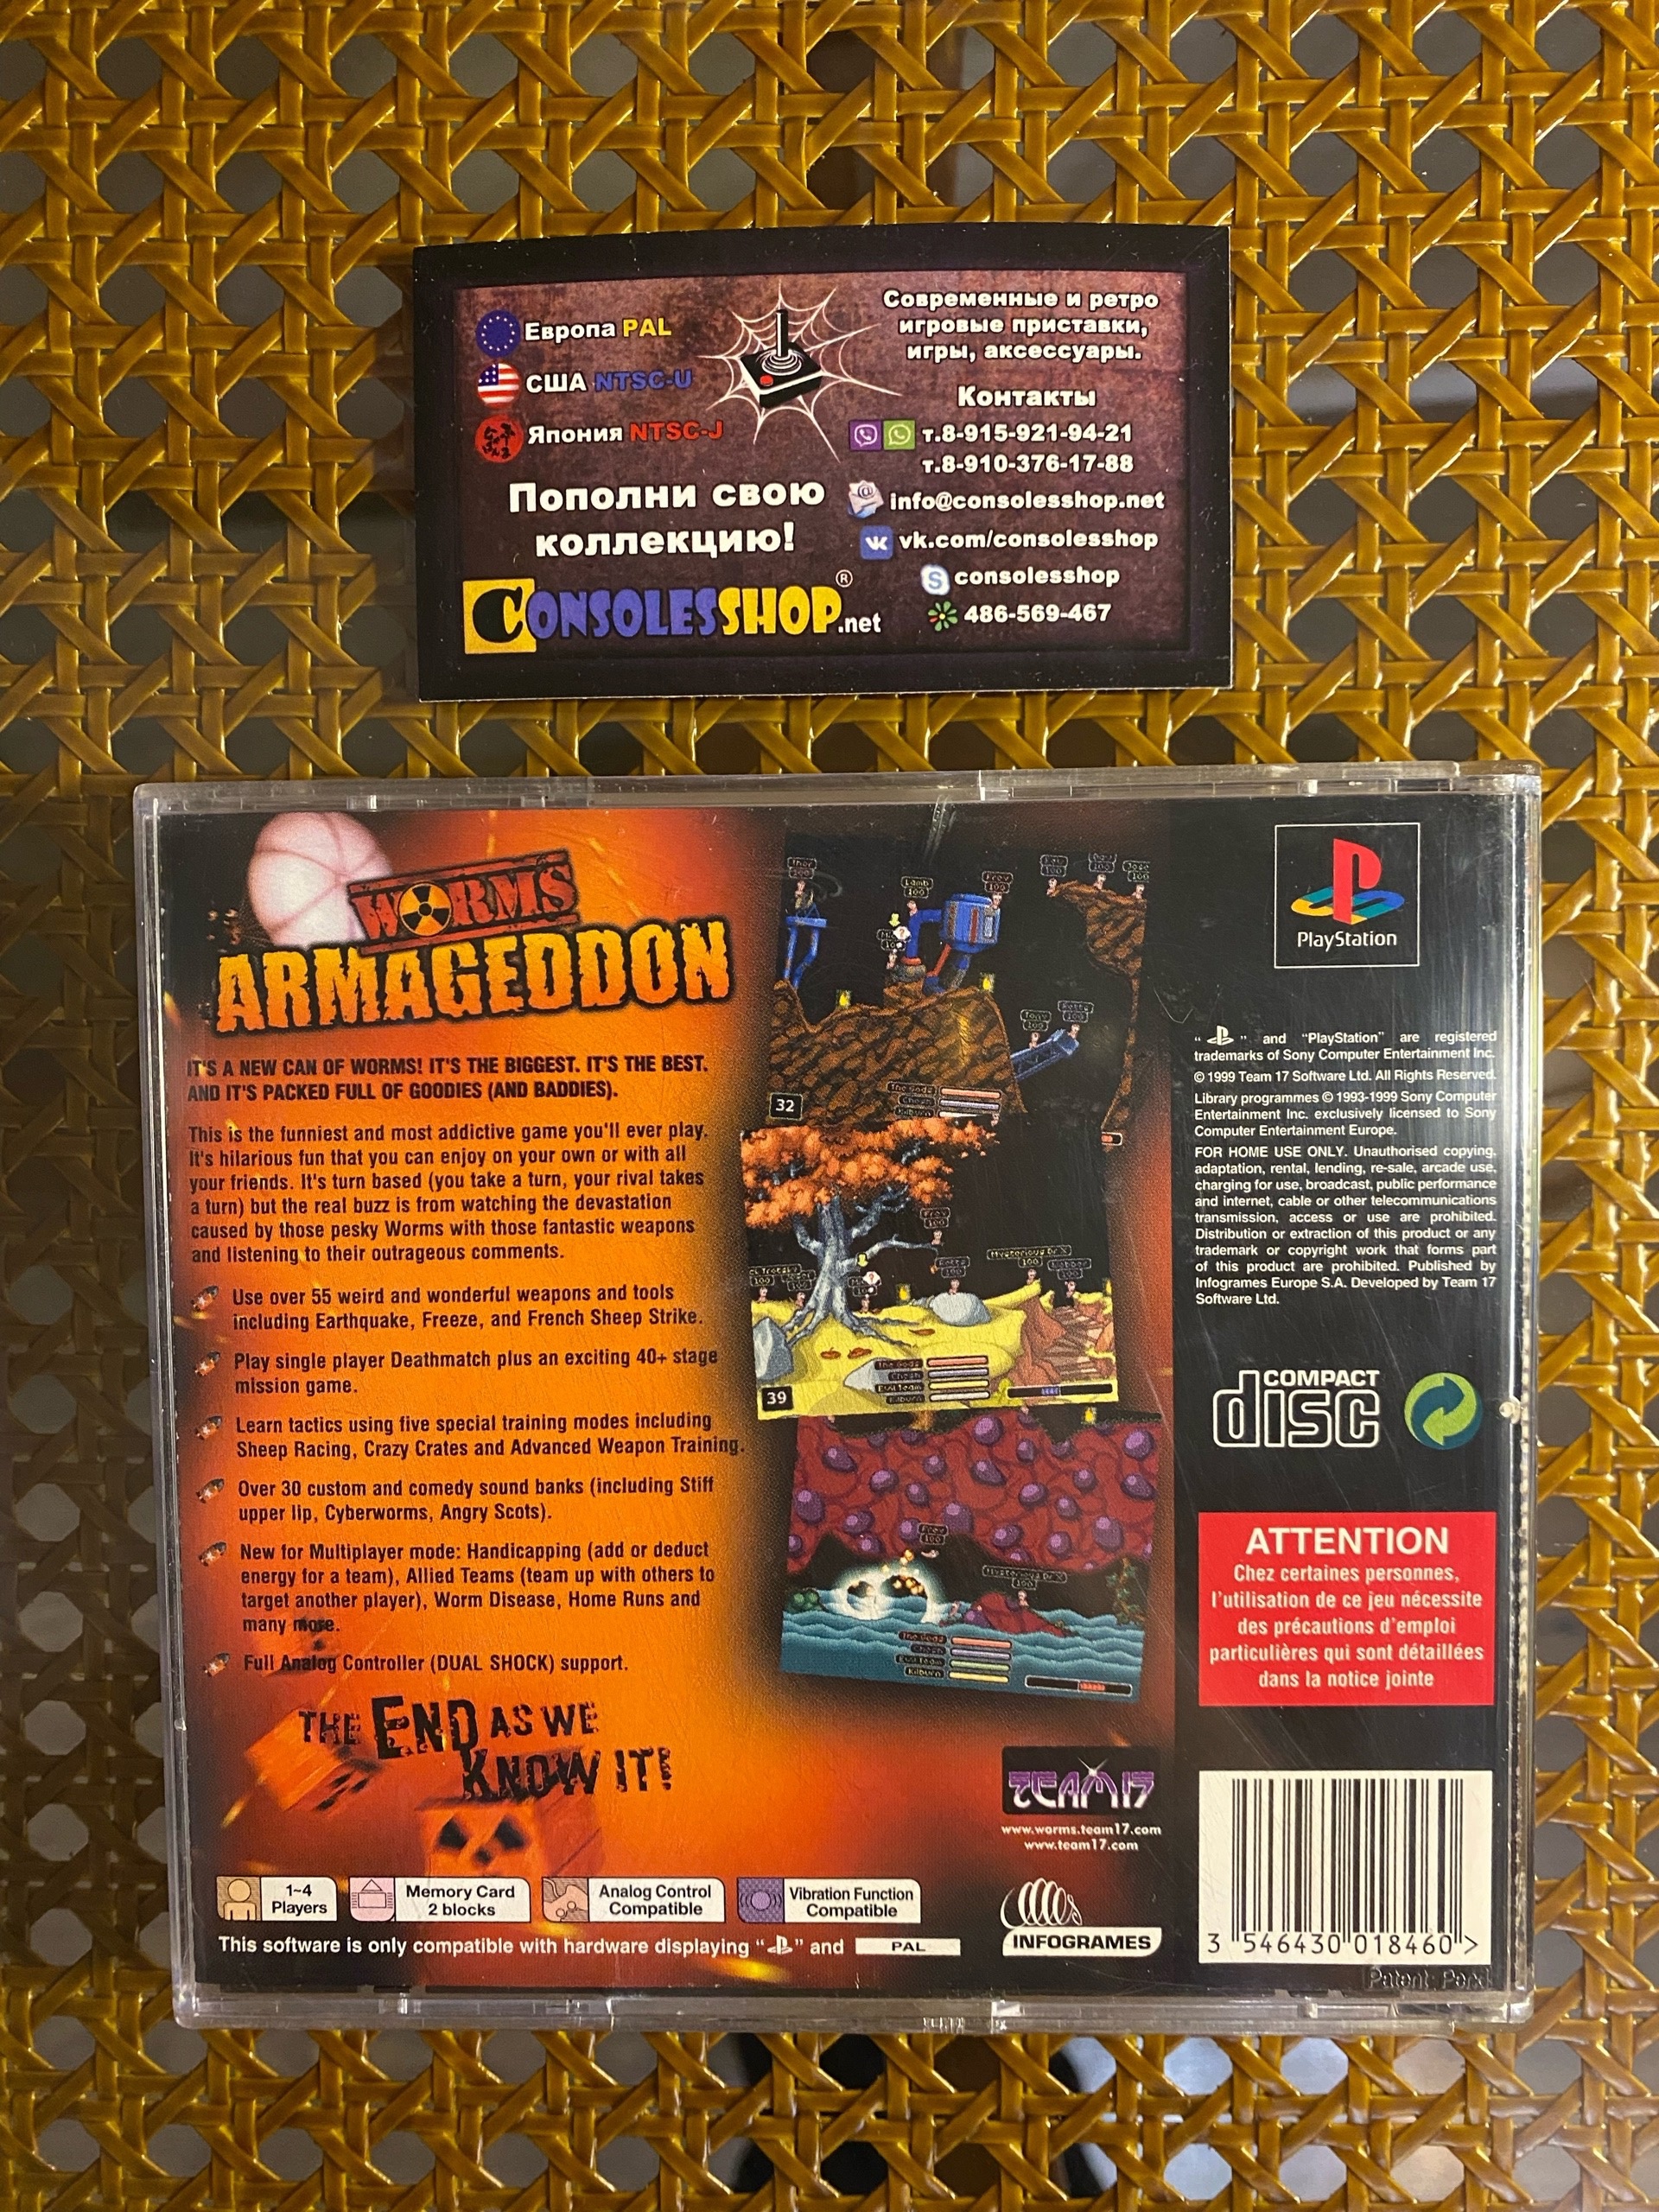 Европа PAL
США NTSC-U
Япония NTSC-J
Пополни свою
коллекцию!
CONSOLESSHOP.net
®
Современные и ретро
игровые приставки,
игры, аксессуары.
Контакты
т.8-915-921-94-21
т.8-910-376-17-88
info@consolesshop.net
vk.com/consolesshop
consolesshop
486-569-467
WORMS
ARMAGEDDON
IT'S A NEW CAN OF WORMS! IT'S THE BIGGEST. IT'S THE BEST.
AND IT'S PACKED FULL OF GOODIES (AND BADDIES).
This is the funniest and most addictive game you'll ever play.
It's hilarious fun that you can enjoy on your own or with all
your friends. It's turn based (you take a turn, your rival takes
a turn) but the real buzz is from watching the devastation
caused by those pesky Worms with those fantastic weapons
and listening to their outrageous comments.
Use over 55 weird and wonderful weapons and tools
including Earthquake, Freeze, and French Sheep Strike.
Play single player Deathmatch plus an exciting 40+ stage
mission game.
Learn tactics using five special training modes including
Sheep Racing, Crazy Crates and Advanced Weapon Training.
Over 30 custom and comedy sound banks (including Stiff
upper lip, Cyberworms, Angry Scots).
New for Multiplayer mode: Handicapping (add or deduct
energy for a team), Allied Teams (team up with others to
target another player), Worm Disease, Home Runs and
many more.
Full Analog Controller (DUAL SHOCK) support.
THE END AS WE
KNOW IT!
32
39
TEAM17
www.worms.team17.com
www.team17.com
1~4
Players
Memory Card
2 blocks
Analog Control
Compatible
Vibration Function
Compatible
This software is only compatible with hardware displaying " " and PAL
INFOGRAMES
PlayStation
" " and "PlayStation" are registered
trademarks of Sony Computer Entertainment Inc.
© 1999 Team 17 Software Ltd. All Rights Reserved.
Library programmes © 1993-1999 Sony Computer
Entertainment Inc. exclusively licensed to Sony
Computer Entertainment Europe.
FOR HOME USE ONLY. Unauthorised copying,
adaptation, rental, lending, re-sale, arcade use,
charging for use, broadcast, public performance
and internet, cable or other telecommunications
transmission, access or use are prohibited.
Distribution or extraction of this product or any
trademark or copyright work that forms part
of this product are prohibited. Published by
Infogrames Europe S.A. Developed by Team 17
Software Ltd.
COMPACT
disc
ATTENTION
Chez certaines personnes,
l'utilisation de ce jeu nécessite
des précautions d'emploi
particulières qui sont détaillées
dans la notice jointe
3 546430 018460 >